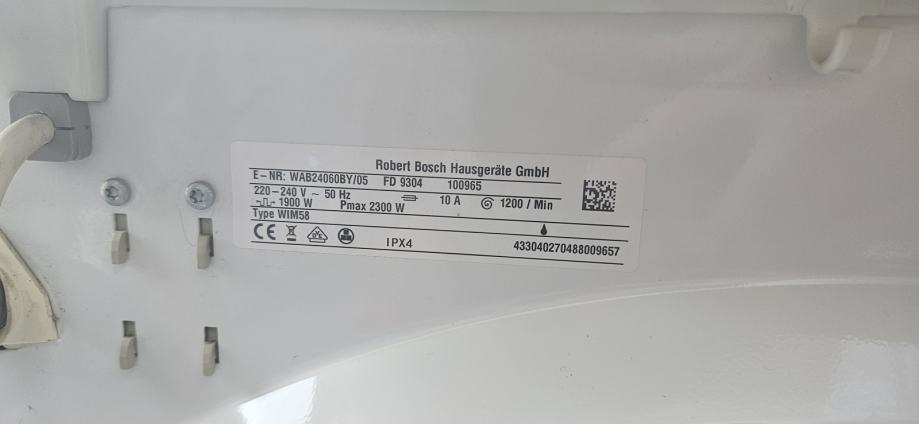 Robert Bosch Hausgeräte GmbH
E-NR: WAB24060BY/05 FD 9304 100965
220-240 V ~ 50 Hz 10 A 1200 / Min
1900 W Pmax 2300 W
Type WIM58
CE IPX4 433040270488009657